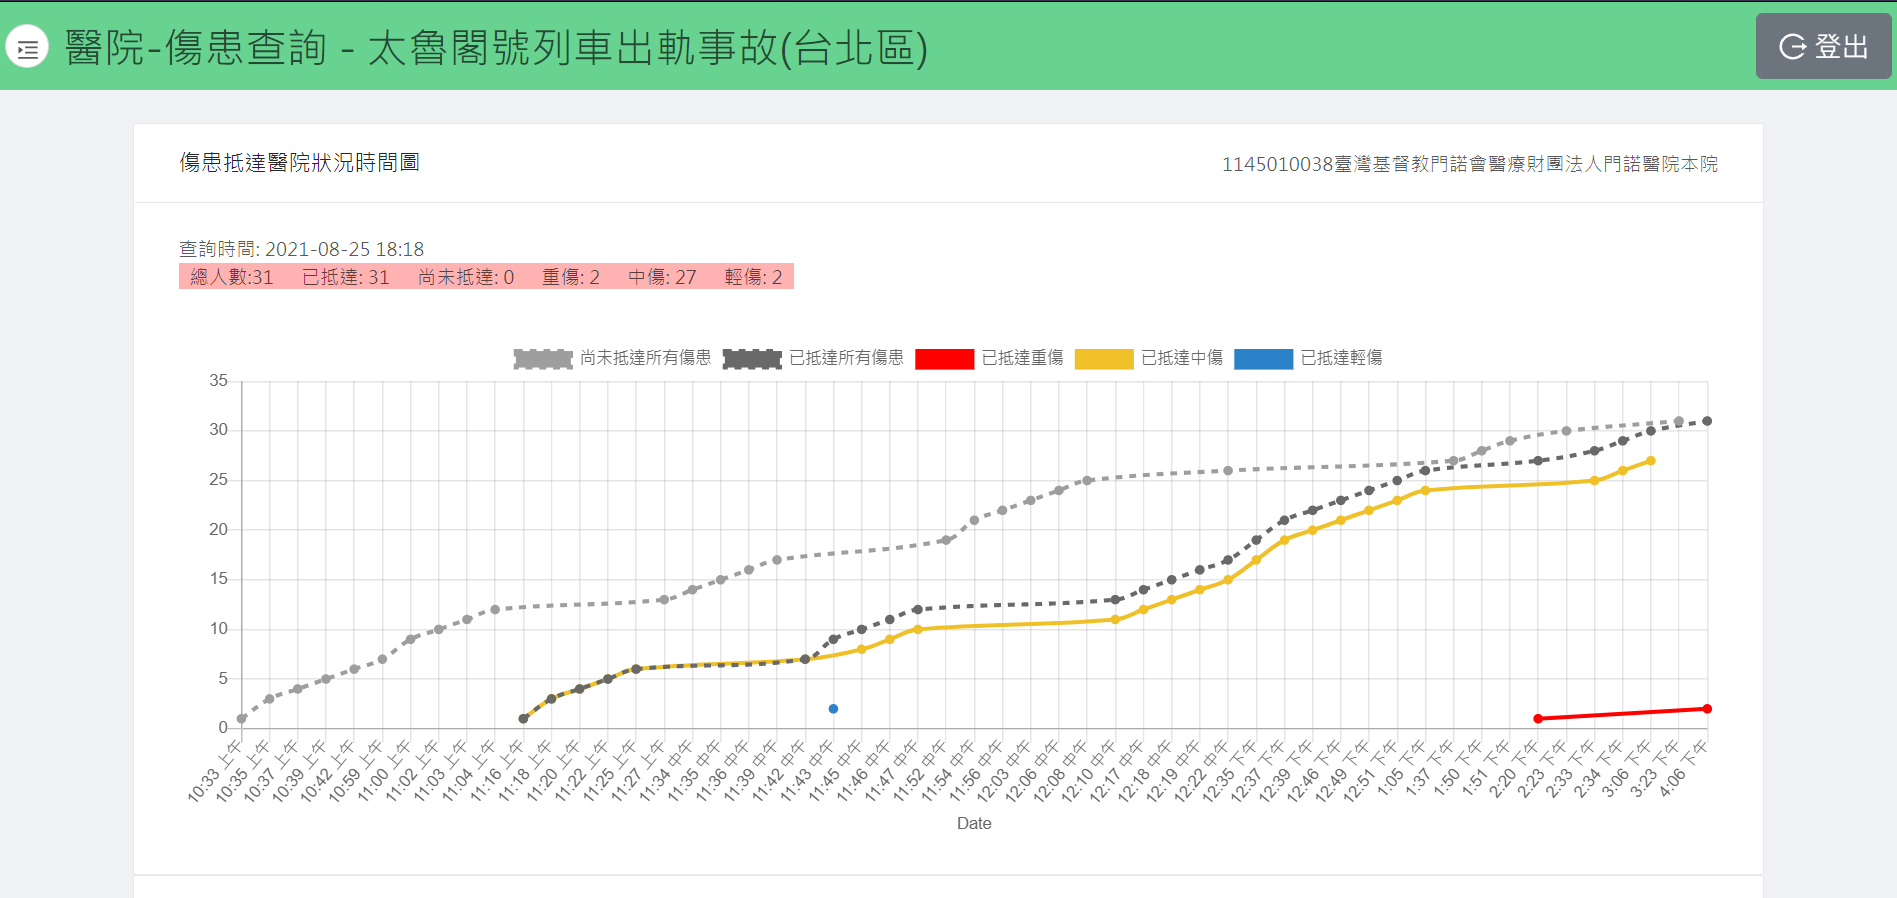 醫院-傷患查詢 - 太魯閣號列車出軌事故(台北區)
登出
傷患抵達醫院狀況時間圖
1145010038臺灣基督教門諾會醫療財團法人門諾醫院本院
查詢時間: 2021-08-25 18:18
總人數:31 已抵達: 31 尚未抵達: 0 重傷: 2 中傷: 27 輕傷: 2
尚未抵達所有傷患 已抵達所有傷患 已抵達重傷 已抵達中傷 已抵達輕傷
35
30
25
20
15
10
5
0
10:33 上午
10:35 上午
10:37 上午
10:39 上午
10:42 上午
10:59 上午
11:00 上午
11:02 上午
11:03 上午
11:04 上午
11:16 上午
11:18 上午
11:20 上午
11:22 上午
11:25 上午
11:27 上午
11:34 中午
11:35 中午
11:36 中午
11:39 中午
11:42 中午
11:43 中午
11:45 中午
11:46 中午
11:47 中午
11:52 中午
11:54 中午
11:56 中午
12:03 中午
12:06 中午
12:08 中午
12:10 中午
12:17 中午
12:18 中午
12:19 中午
12:22 中午
12:35 下午
12:37 下午
12:39 下午
12:46 下午
12:49 下午
12:51 下午
1:05 下午
1:37 下午
1:50 下午
1:51 下午
2:20 下午
2:23 下午
2:33 下午
2:34 下午
3:06 下午
3:23 下午
4:06 下午
Date